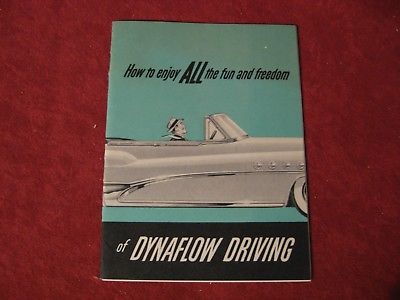 How to enjoy ALL the fun and freedom
of DYNAFLOW DRIVING